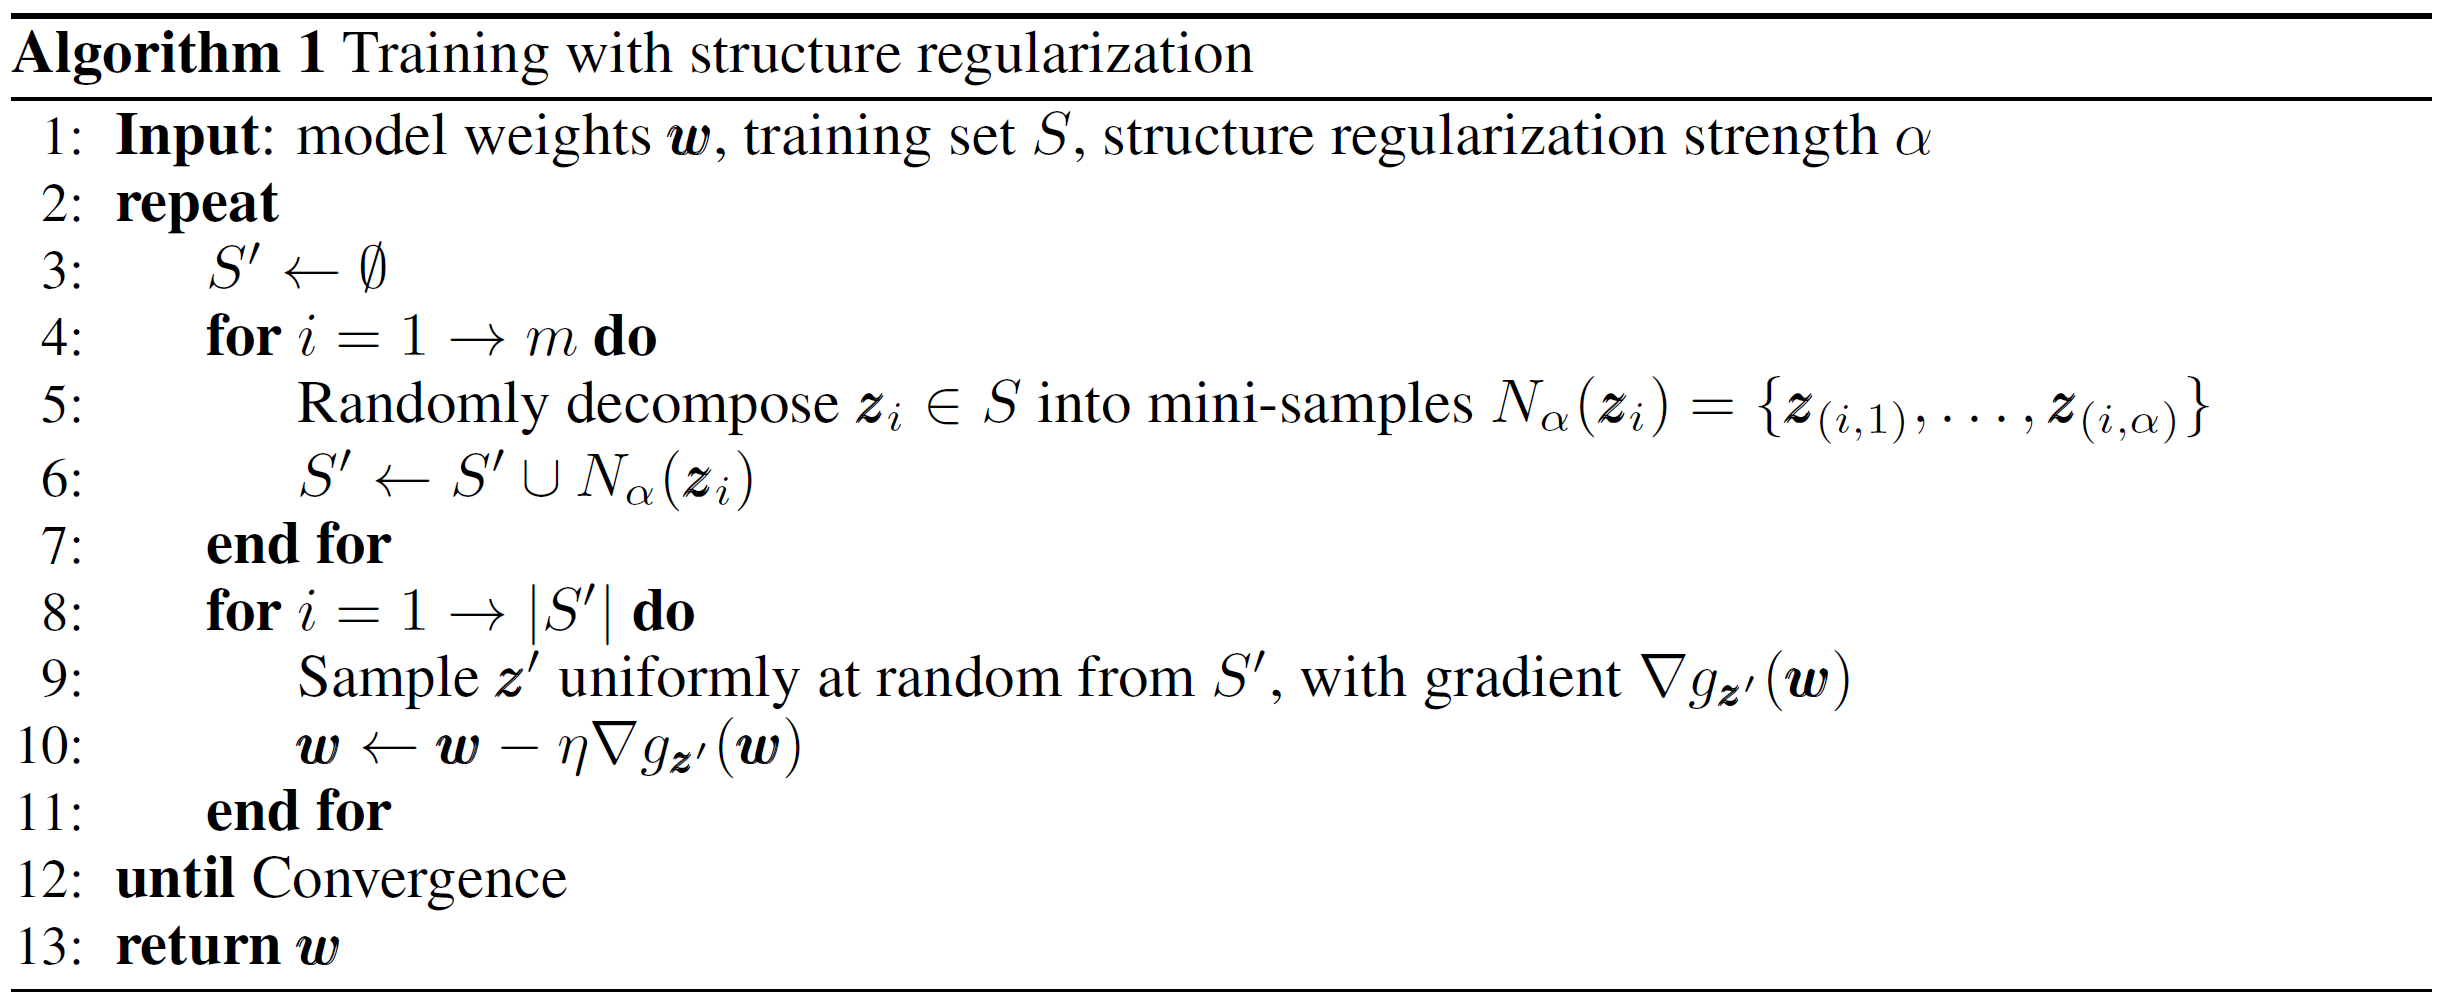 Algorithm 1 Training with structure regularization
1: Input: model weights w, training set S, structure regularization strength α
2: repeat
3: S′ ← ∅
4: for i = 1 → m do
5: Randomly decompose z_i ∈ S into mini-samples N_α(z_i) = {z_(i,1), . . . , z_(i,α)}
6: S′ ← S′ ∪ N_α(z_i)
7: end for
8: for i = 1 → |S′| do
9: Sample z′ uniformly at random from S′, with gradient ∇g_z′(w)
10: w ← w − η∇g_z′(w)
11: end for
12: until Convergence
13: return w